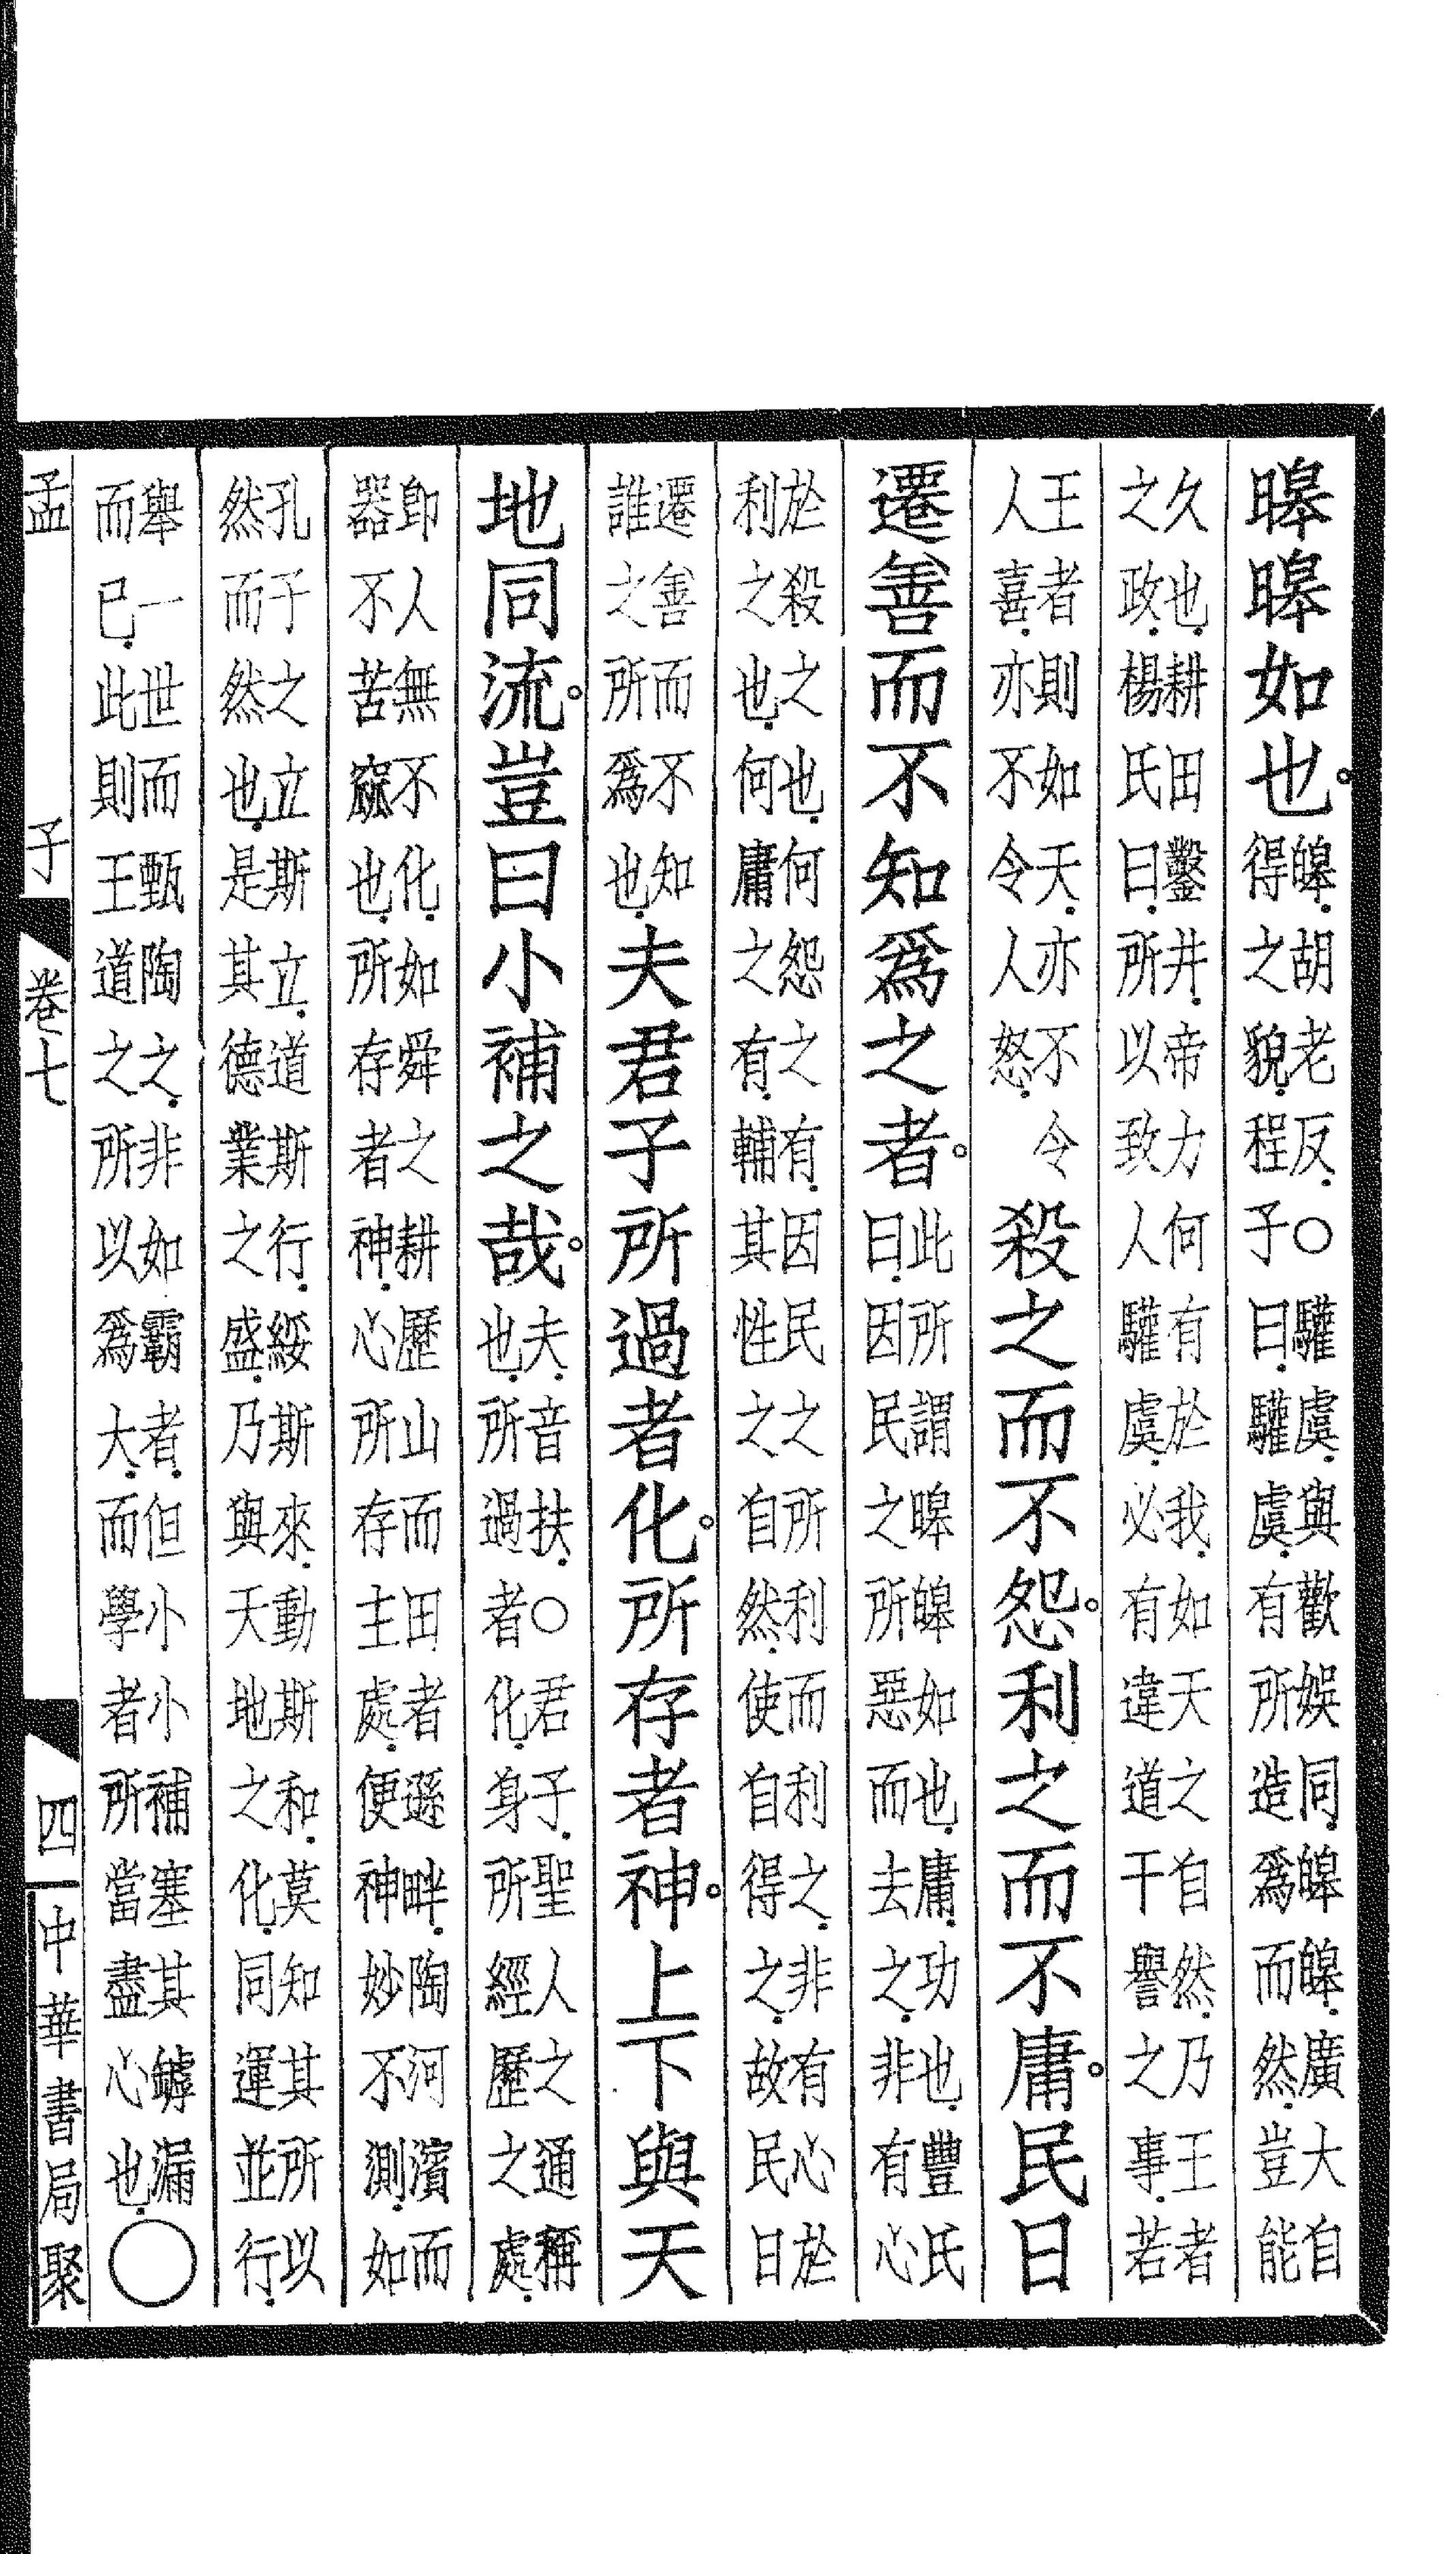 暤暤如也。皞胡老反。○驩虞。與歡娛同。皞皞。廣大自
得之貌。程子曰。驩虞。有所造爲而然。豈能
久也。耕田鑿井。帝力何有於我。如天之自然。乃王者
之政。楊氏曰。所以致人驩虞。必有違道干譽之事。若
王者則如天。亦不令
人喜。亦不令人怒。
殺之而不怨。利之而不庸。民日
遷善而不知爲之者。此所謂暤皞如也。庸。功也。豐氏
曰。因民之所惡而去之。非有心
於殺之也。何怨之有。因民之所利而利之。非有心於
利之也。何庸之有。輔其性之自然。使自得之。故民日
遷善而不知
誰之所爲也。
夫君子所過者化。所存者神。上下與天
地同流。豈曰小補之哉。夫。音扶。○君子。聖人之通稱
也。所過者化。身所經歷之處。
卽人無不化。如舜之耕歷山而田者遜畔。陶河濱而
器不苦窳也。所存者神。心所存主處。便神妙不測。如
孔子之立斯立。道斯行。綏斯來。動斯和。莫知其所以
然而然也。是其德業之盛。乃與天地之化。同運並行。
舉一世而甄陶之。非如霸者。但小小補塞其罅漏
而已。此則王道之所以爲大。而學者所當盡心也。○
孟子 卷七 四 中華書局聚